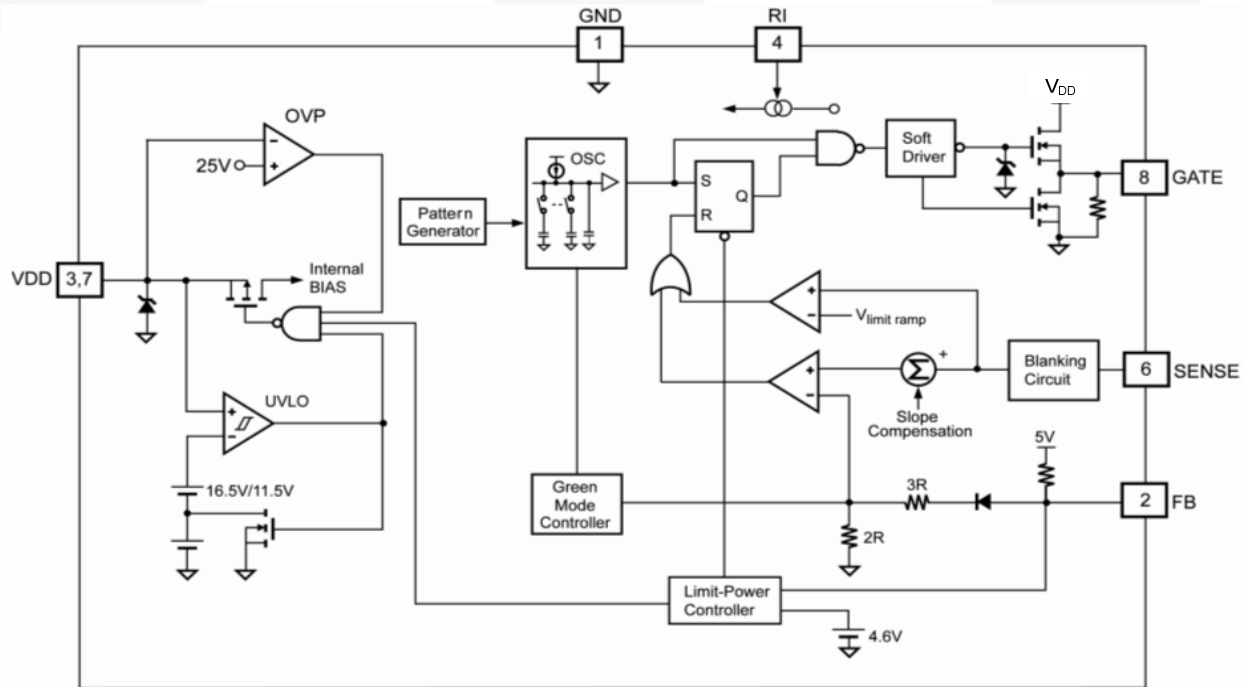 GND
RI
1
4
V_DD
OVP
25V
-
+
OSC
Soft
Driver
8
GATE
S
Q
R
Pattern
Generator
VDD
3,7
Internal
BIAS
+
-
V_limit ramp
Blanking
Circuit
6
SENSE
+
-
Σ
+
Slope
Compensation
UVLO
+
-
16.5V/11.5V
5V
Green
Mode
Controller
3R
2
FB
2R
Limit-Power
Controller
4.6V